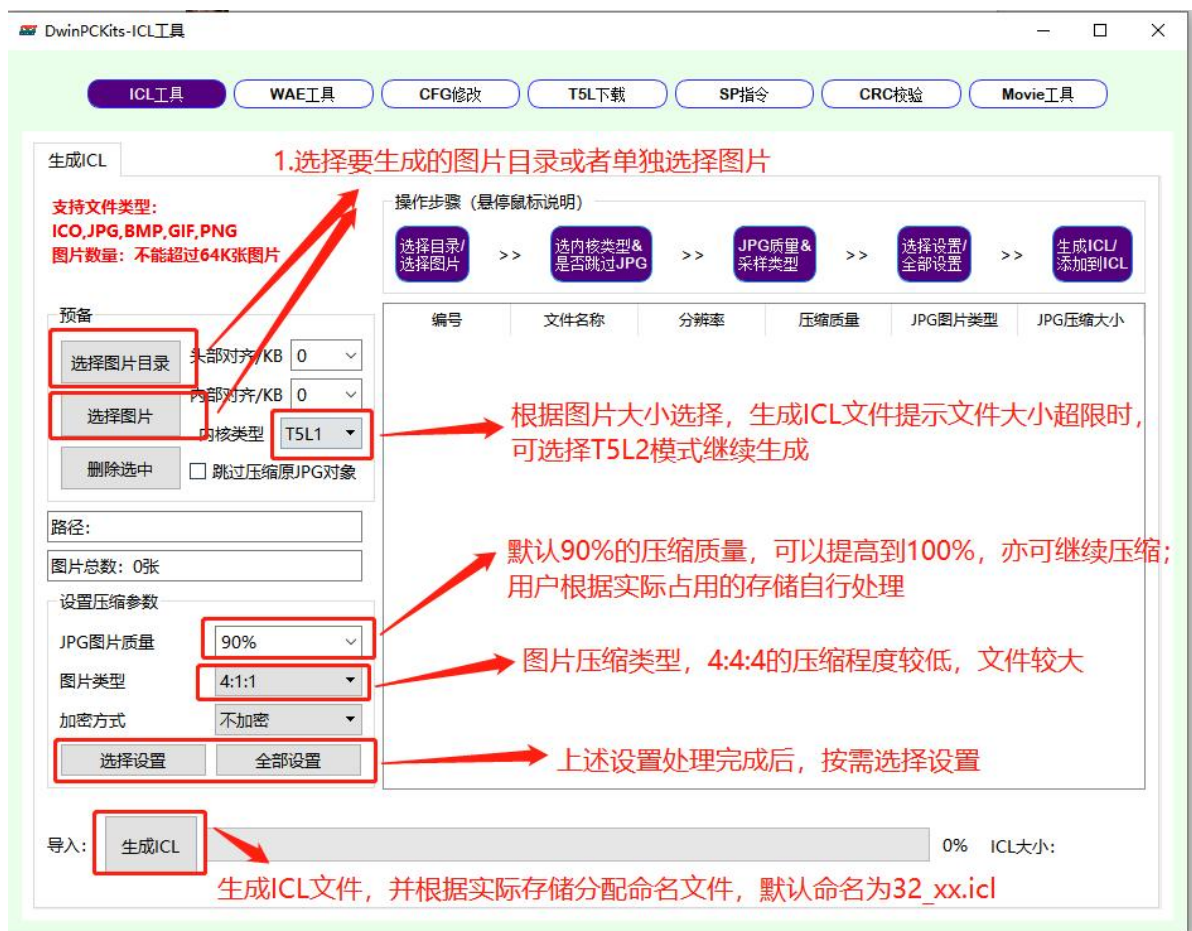 DwinPCKits-ICL工具
ICL工具
WAE工具
CFG修改
T5L下载
SP指令
CRC校验
Movie工具
生成ICL
1.选择要生成的图片目录或者单独选择图片
支持文件类型:
ICO,JPG,BMP,GIF,PNG
图片数量：不能超过64K张图片
操作步骤（悬停鼠标说明）
选择目录/
选择图片
>>
选内核类型&
是否跳过JPG
>>
JPG质量&
采样类型
>>
选择设置/
全部设置
>>
生成ICL/
添加到ICL
预备
选择图片目录
头部对齐/KB
0
选择图片
内部对齐/KB
0
内核类型
T5L1
删除选中
跳过压缩原JPG对象
编号
文件名称
分辨率
压缩质量
JPG图片类型
JPG压缩大小
根据图片大小选择，生成ICL文件提示文件大小超限时，
可选择T5L2模式继续生成
路径:
图片总数：0张
默认90%的压缩质量，可以提高到100%，亦可继续压缩；
用户根据实际占用的存储自行处理
设置压缩参数
JPG图片质量
90%
图片类型
4:1:1
图片压缩类型，4:4:4的压缩程度较低，文件较大
加密方式
不加密
选择设置
全部设置
上述设置处理完成后，按需选择设置
导入:
生成ICL
0%
ICL大小:
生成ICL文件，并根据实际存储分配命名文件，默认命名为32_xx.icl